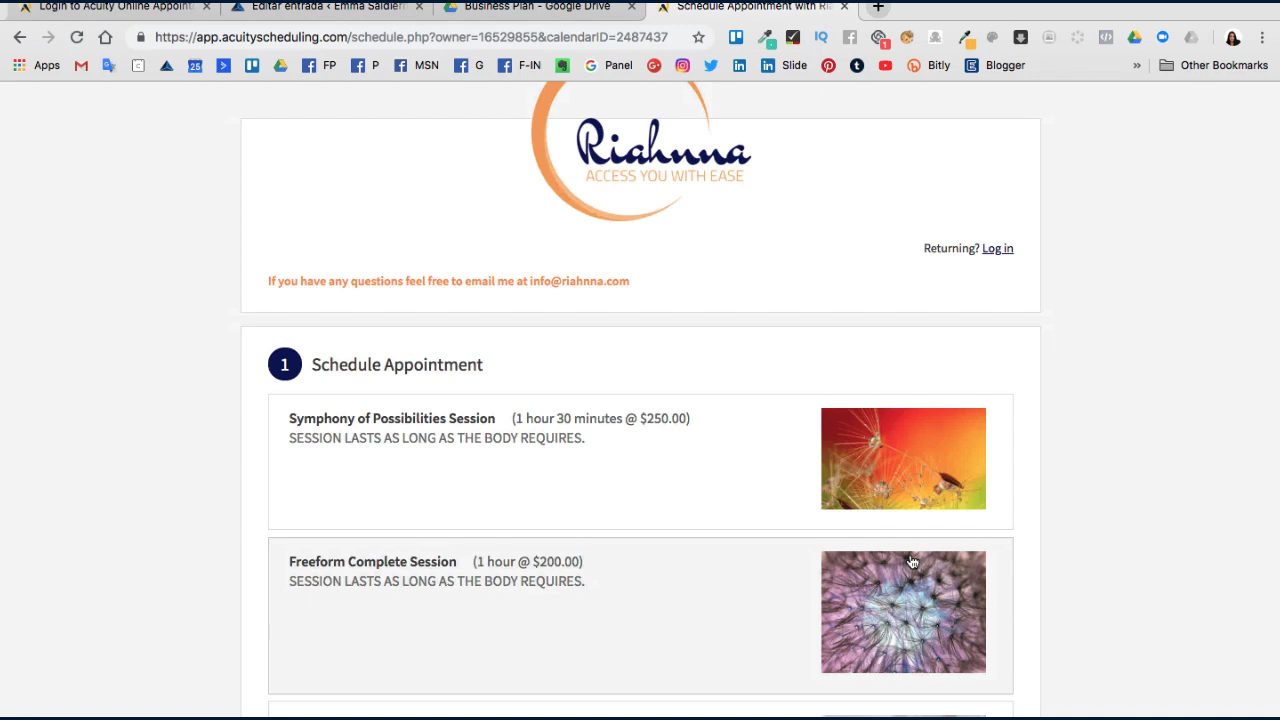 Login to Acuity Online Appoint
Editar entrada ‹ Emma Salders
Business Plan - Google Drive
Schedule Appointment with Ria
https://app.acuityscheduling.com/schedule.php?owner=16529855&calendarID=2487437
Apps
25
FP
P
MSN
G
F-IN
Panel
Slide
Bitly
Blogger
» Other Bookmarks
Riahnna
ACCESS YOU WITH EASE
Returning? Log in
If you have any questions feel free to email me at info@riahnna.com
1 Schedule Appointment
Symphony of Possibilities Session (1 hour 30 minutes @ $250.00)
SESSION LASTS AS LONG AS THE BODY REQUIRES.
Freeform Complete Session (1 hour @ $200.00)
SESSION LASTS AS LONG AS THE BODY REQUIRES.